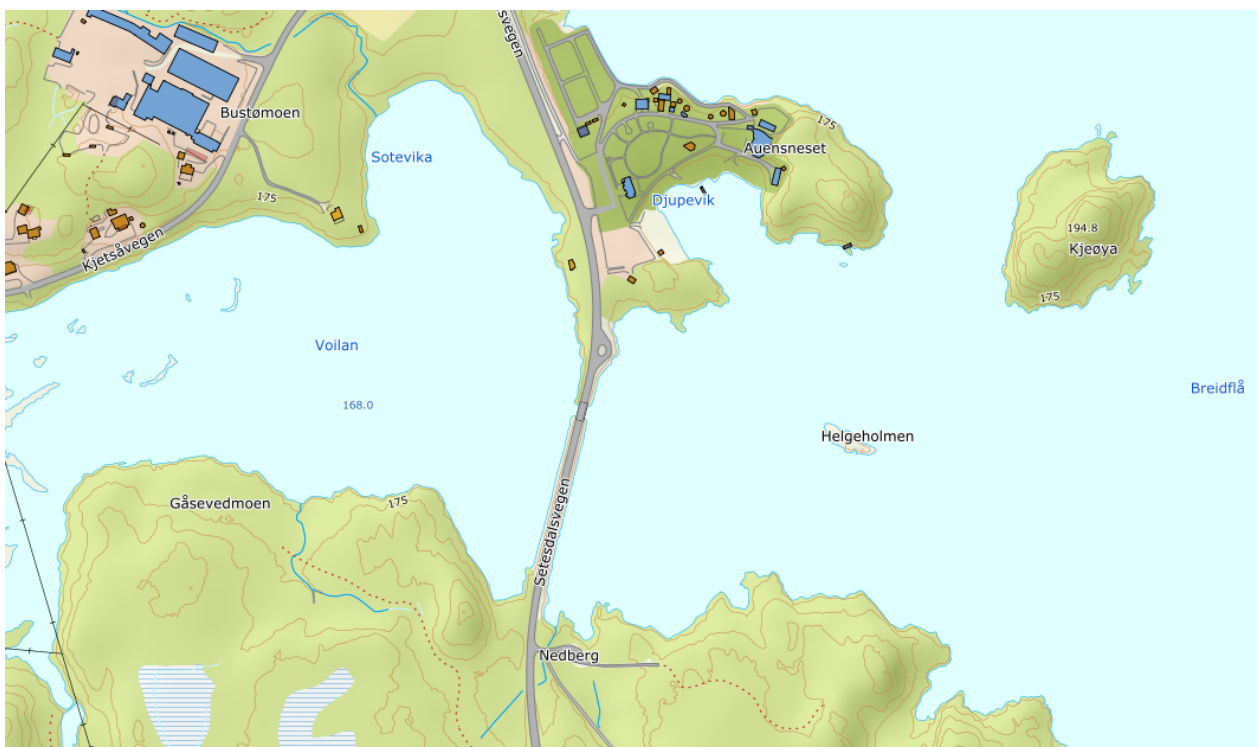 svegen
Bustømoen
175
Auensneset
Sotevika
175
Djupevik
194.8
Kjeøya
Kjetsåvegen
175
Voilan
Breidflå
168.0
Helgeholmen
Gåsevedmoen
175
Setesdalsvegen
Nedberg